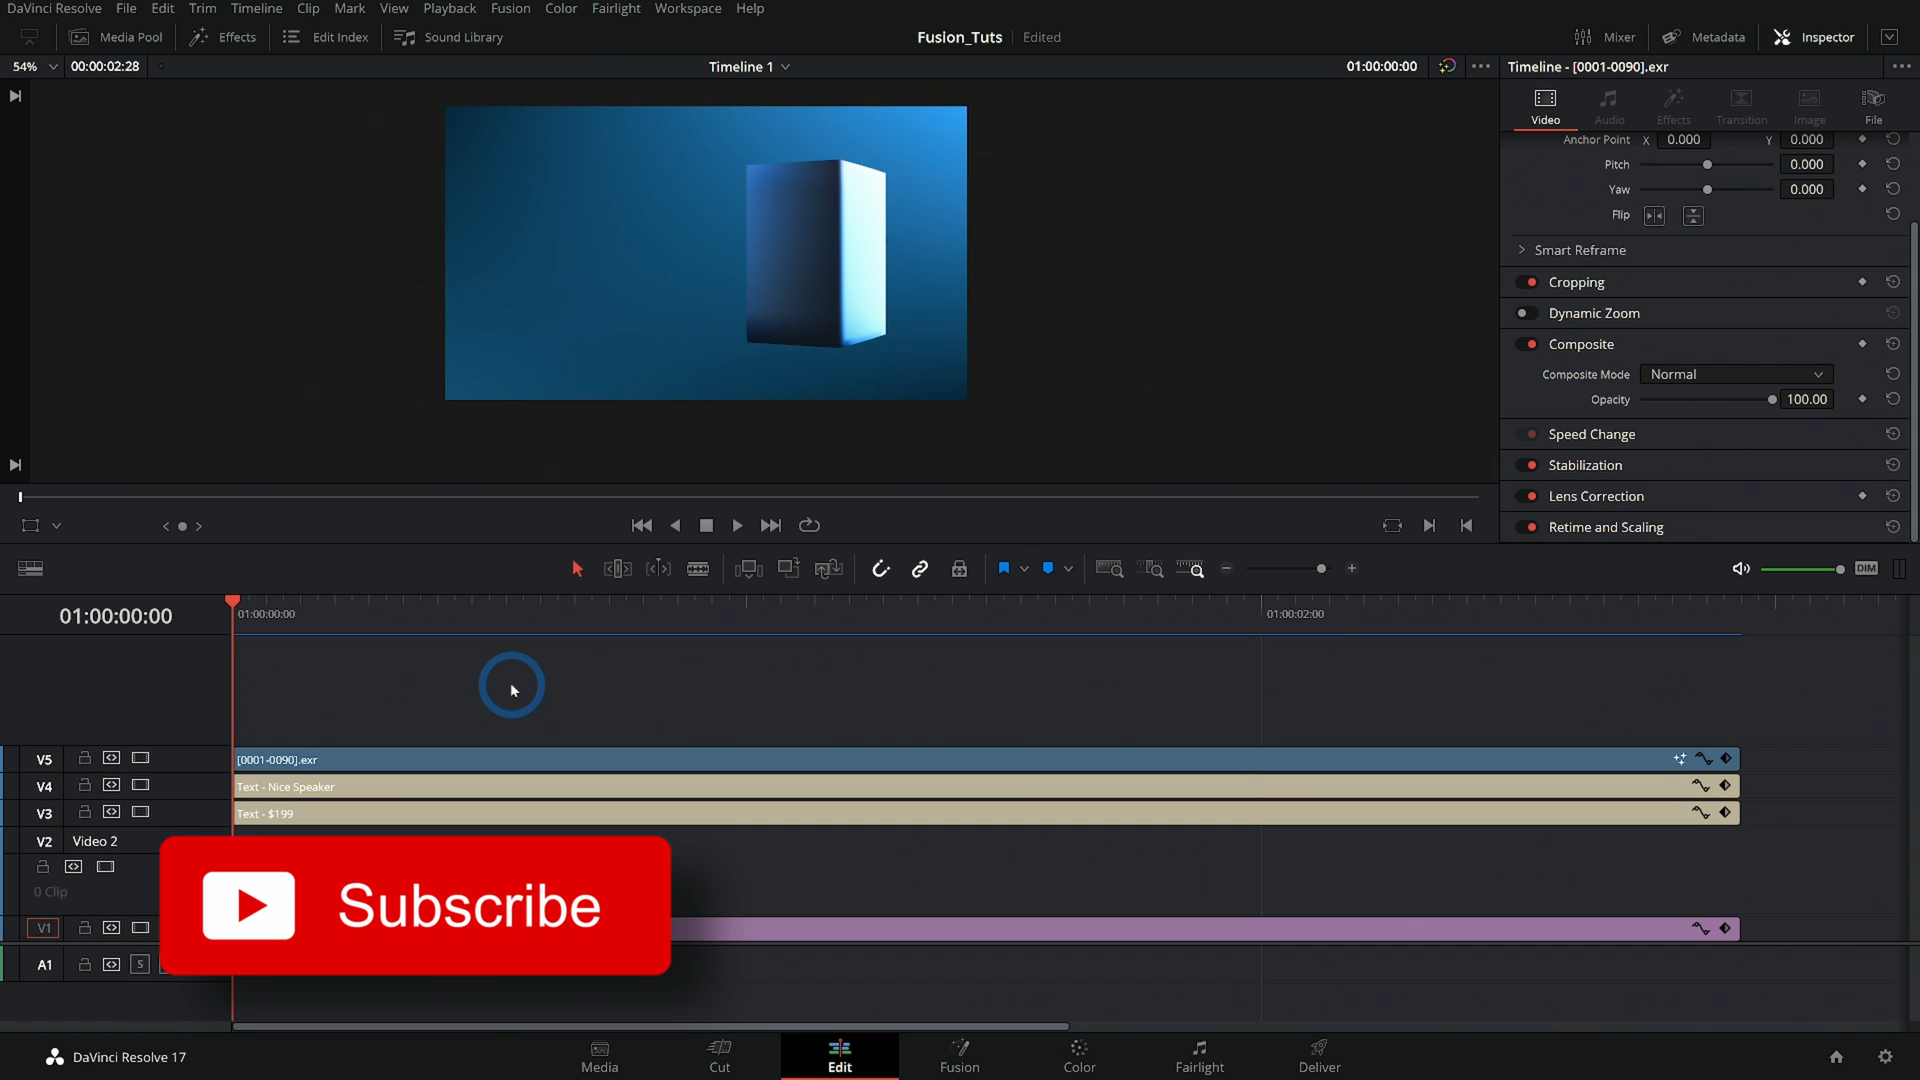 DaVinci Resolve File Edit Trim Timeline Clip Mark View Playback Fusion Color Fairlight Workspace Help
Media Pool Effects Edit Index Sound Library Fusion_Tuts Edited Mixer Metadata Inspector
54% 00:00:02:28 Timeline 1 01:00:00:00 Timeline - [0001-0090].exr
Video Audio Effects Transition Image File
Anchor Point X 0.000 Y 0.000
Pitch 0.000
Yaw 0.000
Flip
Smart Reframe
Cropping
Dynamic Zoom
Composite
Composite Mode Normal
Opacity 100.00
Speed Change
Stabilization
Lens Correction
Retime and Scaling
DIM
01:00:00:00 01:00:00:00 01:00:02:00
V5 [0001-0090].exr
V4 Text - Nice Speaker
V3 Text - $199
V2 Video 2
0 Clip
Subscribe
V1
A1 S
DaVinci Resolve 17 Media Cut Edit Fusion Color Fairlight Deliver